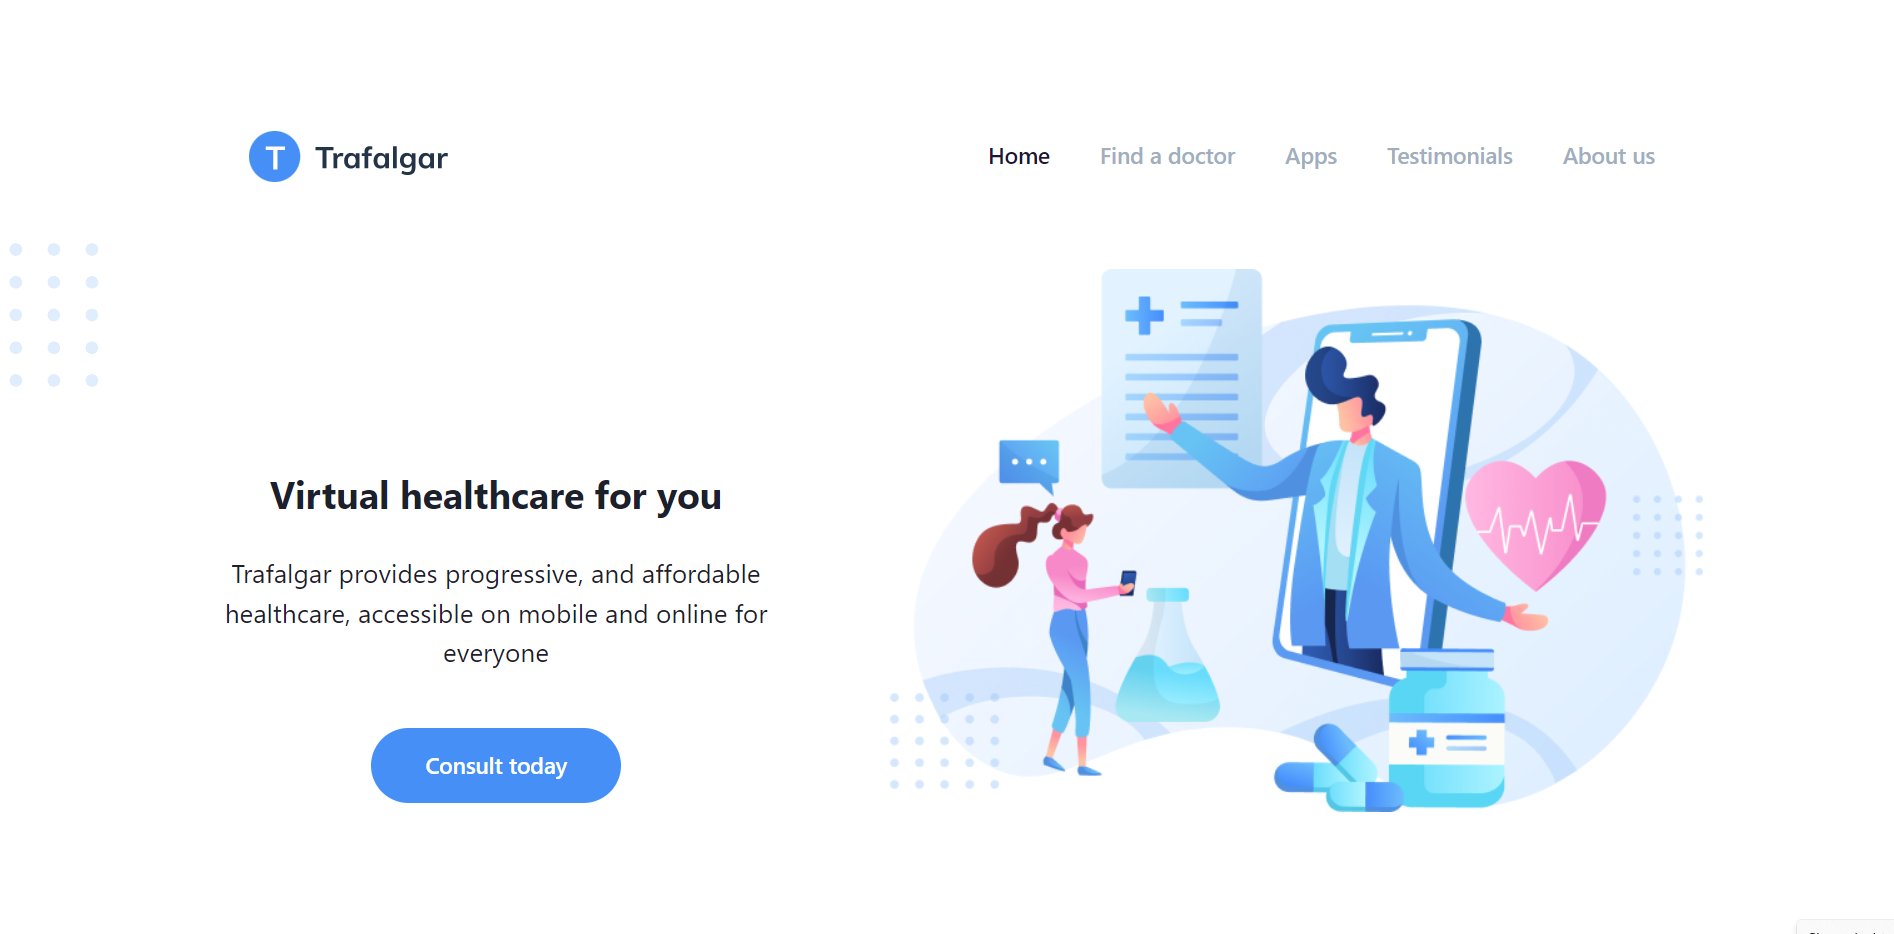 T Trafalgar
Home Find a doctor Apps Testimonials About us
Virtual healthcare for you
Trafalgar provides progressive, and affordable
healthcare, accessible on mobile and online for
everyone
Consult today